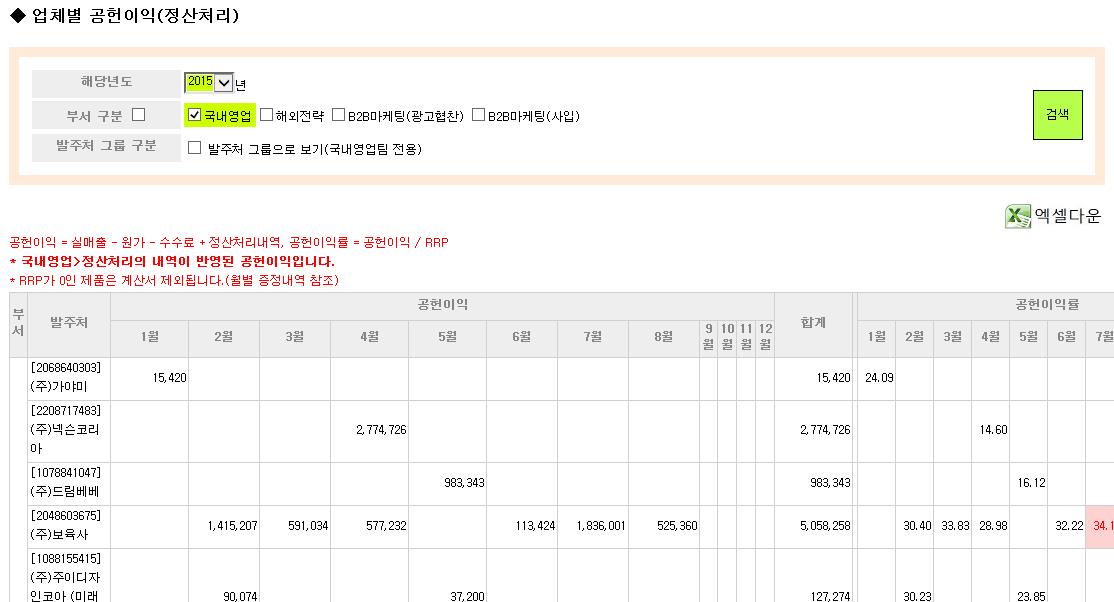 ◆ 업체별 공헌이익(정산처리)
해당년도 2015 년
부서 구분 국내영업 해외전략 B2B마케팅(광고협찬) B2B마케팅(사입)
검색
발주처 그룹 구분 발주처 그룹으로 보기(국내영업팀 전용)
엑셀다운
공헌이익 = 실매출 - 원가 - 수수료 + 정산처리내역, 공헌이익률 = 공헌이익 / RRP
* 국내영업>정산처리의 내역이 반영된 공헌이익입니다.
* RRP가 0인 제품은 계산서 제외됩니다.(월별 증정내역 참조)
부서 발주처 공헌이익 합계 공헌이익률
1월 2월 3월 4월 5월 6월 7월 8월 9월 10월 11월 12월 1월 2월 3월 4월 5월 6월 7월
[2068640303]
(주)가야미 15,420 15,420 24.09
[2208717483]
(주)넥슨코리 2,774,726 2,774,726 14.60
아
[1078841047]
(주)드림베베 983,343 983,343 16.12
[2048603675]
(주)보육사 1,415,207 591,034 577,232 113,424 1,836,001 525,360 5,058,258 30.40 33.83 28.98 32.22 34.1
[1088155415]
(주)주이디자
인코아 (미래 90,074 37,200 127,274 30.23 23.85